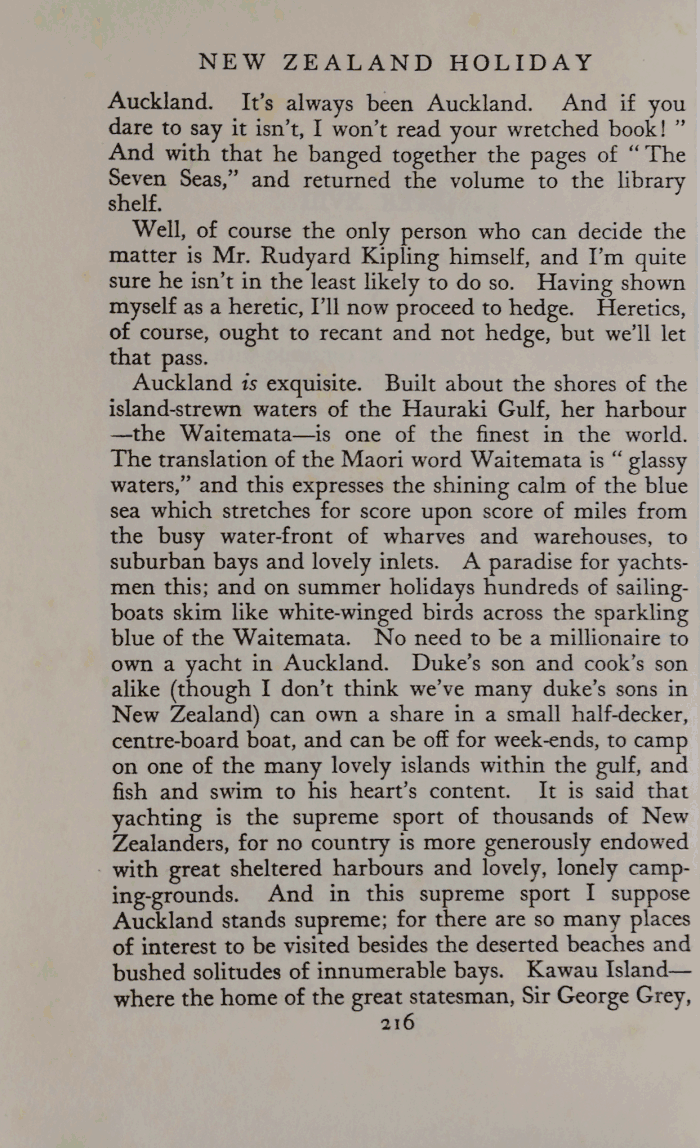 NEW ZEALAND HOLIDAY
Auckland. It's always been Auckland. And if you
dare to say it isn't, I won't read your wretched book! ”
And with that he banged together the pages of “ The
Seven Seas,” and returned the volume to the library
shelf.
Well, of course the only person who can decide the
matter is Mr. Rudyard Kipling himself, and I'm quite
sure he isn't in the least likely to do so. Having shown
myself as a heretic, I'll now proceed to hedge. Heretics,
of course, ought to recant and not hedge, but we'll let
that pass.
Auckland is exquisite. Built about the shores of the
island-strewn waters of the Hauraki Gulf, her harbour
—the Waitemata—is one of the finest in the world.
The translation of the Maori word Waitemata is “ glassy
waters,” and this expresses the shining calm of the blue
sea which stretches for score upon score of miles from
the busy water-front of wharves and warehouses, to
suburban bays and lovely inlets. A paradise for yachts-
men this; and on summer holidays hundreds of sailing-
boats skim like white-winged birds across the sparkling
blue of the Waitemata. No need to be a millionaire to
own a yacht in Auckland. Duke's son and cook's son
alike (though I don't think we've many duke's sons in
New Zealand) can own a share in a small half-decker,
centre-board boat, and can be off for week-ends, to camp
on one of the many lovely islands within the gulf, and
fish and swim to his heart's content. It is said that
yachting is the supreme sport of thousands of New
Zealanders, for no country is more generously endowed
with great sheltered harbours and lovely, lonely camp-
ing-grounds. And in this supreme sport I suppose
Auckland stands supreme; for there are so many places
of interest to be visited besides the deserted beaches and
bushed solitudes of innumerable bays. Kawau Island—
where the home of the great statesman, Sir George Grey,
216